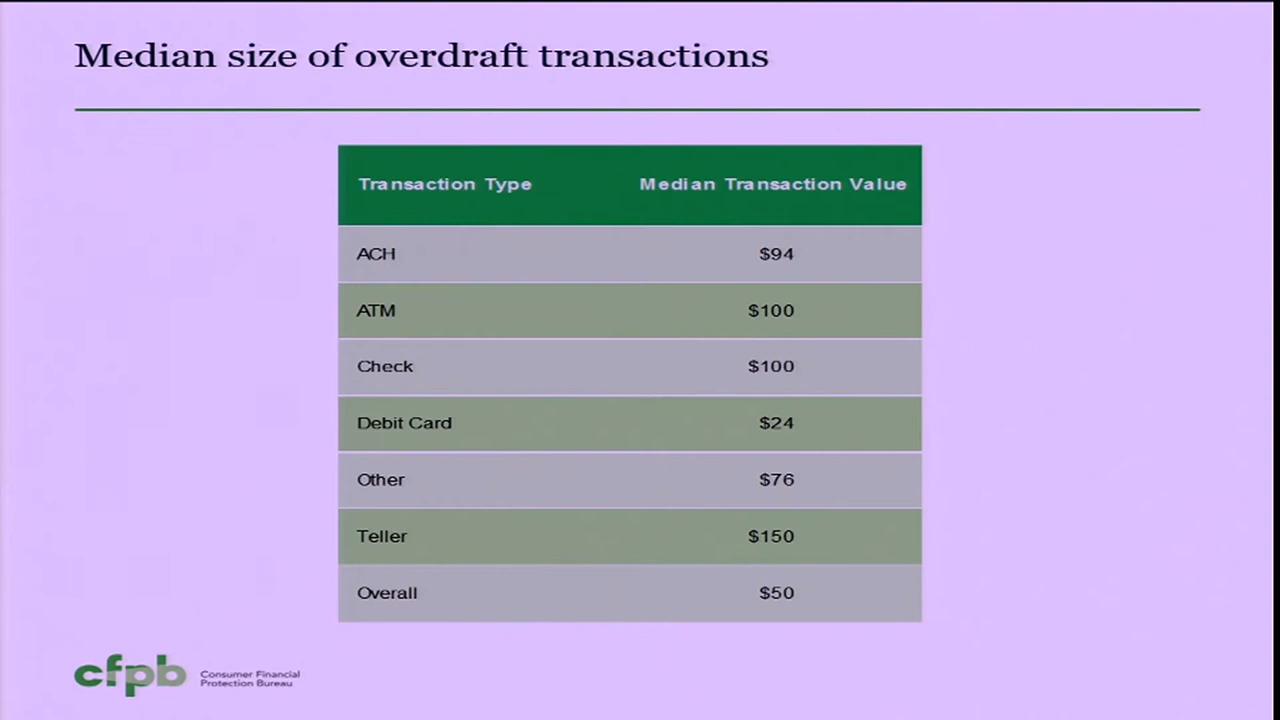 Median size of overdraft transactions
Transaction Type Median Transaction Value
ACH $94
ATM $100
Check $100
Debit Card $24
Other $76
Teller $150
Overall $50
cfpb Consumer Financial
Protection Bureau